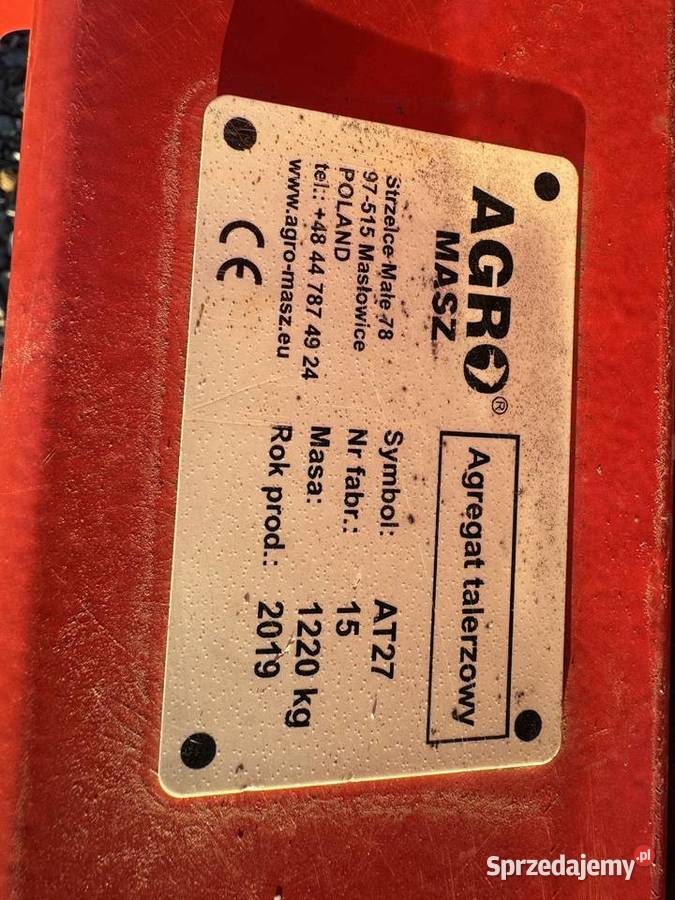 AGRO®
MASZ
Strzelce Małe 78
97-515 Masłowice
POLAND
tel.: +48 44 787 49 24
www.agro-masz.eu
CE
Agregat talerzowy
Symbol: AT27
Nr fabr.: 15
Masa: 1220 kg
Rok prod.: 2019
Sprzedajemy.pl